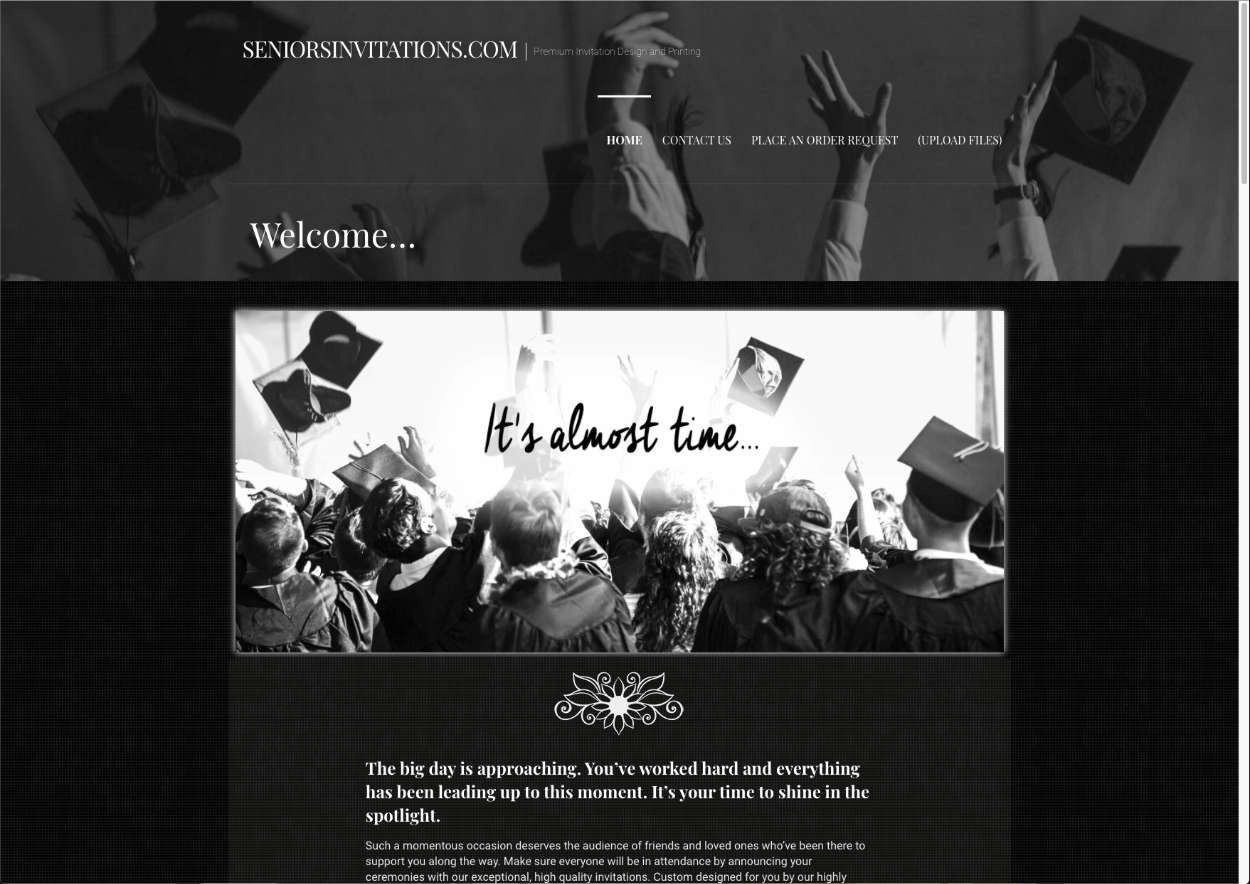 SENIORSINVITATIONS.COM | Premium Invitation Design and Printing
HOME CONTACT US PLACE AN ORDER REQUEST (UPLOAD FILES)
Welcome...
It's almost time...
The big day is approaching. You've worked hard and everything
has been leading up to this moment. It's your time to shine in the
spotlight.
Such a momentous occasion deserves the audience of friends and loved ones who've been there to
support you along the way. Make sure everyone will be in attendance by announcing your
ceremonies with our exceptional, high quality invitations. Custom designed for you by our highly